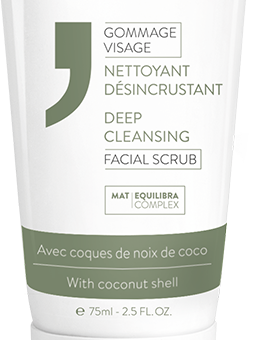 GOMMAGE
VISAGE
NETTOYANT
DÉSINCRUSTANT
DEEP
CLEANSING
FACIAL SCRUB
MAT EQUILIBRA
COMPLEX
Avec coques de noix de coco
With coconut shell
℮ 75ml - 2.5 FL.OZ.